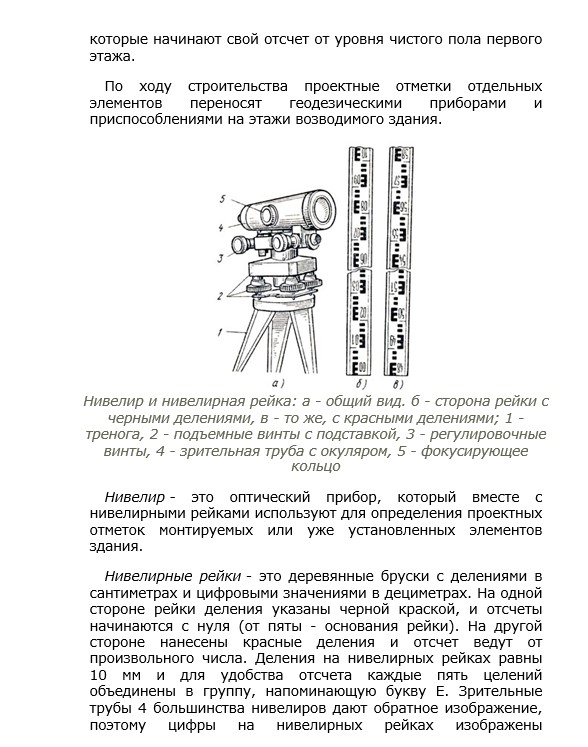 которые начинают свой отсчет от уровня чистого пола первого
этажа.
По ходу строительства проектные отметки отдельных
элементов переносят геодезическими приборами и
приспособлениями на этажи возводимого здания.
5
4
3
2
1
а)
б)
в)
Нивелир и нивелирная рейка: а - общий вид. б - сторона рейки с
черными делениями, в - то же, с красными делениями; 1 -
тренога, 2 - подъемные винты с подставкой, 3 - регулировочные
винты, 4 - зрительная труба с окуляром, 5 - фокусирующее
кольцо
Нивелир - это оптический прибор, который вместе с
нивелирными рейками используют для определения проектных
отметок монтируемых или уже установленных элементов
здания.
Нивелирные рейки - это деревянные бруски с делениями в
сантиметрах и цифровыми значениями в дециметрах. На одной
стороне рейки деления указаны черной краской, и отсчеты
начинаются с нуля (от пяты - основания рейки). На другой
стороне нанесены красные деления и отсчет ведут от
произвольного числа. Деления на нивелирных рейках равны
10 мм и для удобства отсчета каждые пять целений
объединены в группу, напоминающую букву Е. Зрительные
трубы 4 большинства нивелиров дают обратное изображение,
поэтому цифры на нивелирных рейках изображены